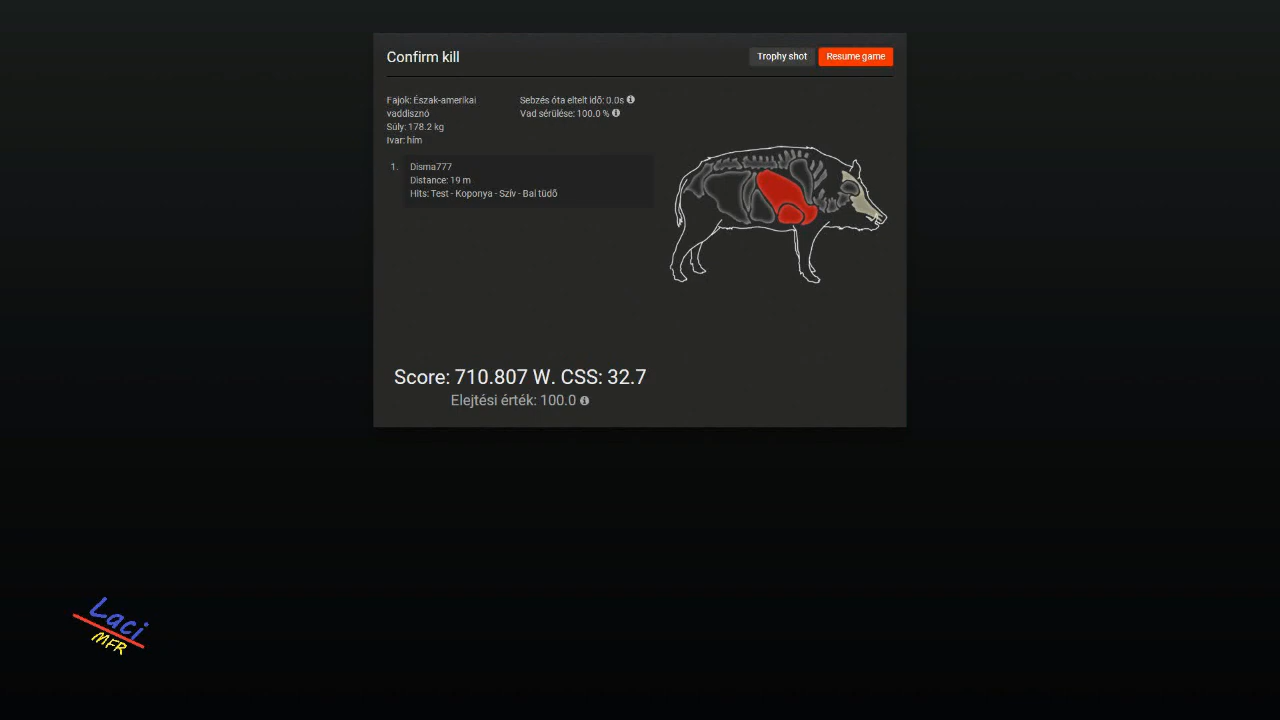 Confirm kill
Trophy shot
Resume game
Fajok: Észak-amerikai
vaddisznó
Súly: 178.2 kg
Ivar: hím
Sebzés óta eltelt idő: 0.0s
Vad sérülése: 100.0 %
1. Disma777
Distance: 19 m
Hits: Test - Koponya - Szív - Bal tüdő
Score: 710.807 W. CSS: 32.7
Elejtési érték: 100.0
Laci
MFR